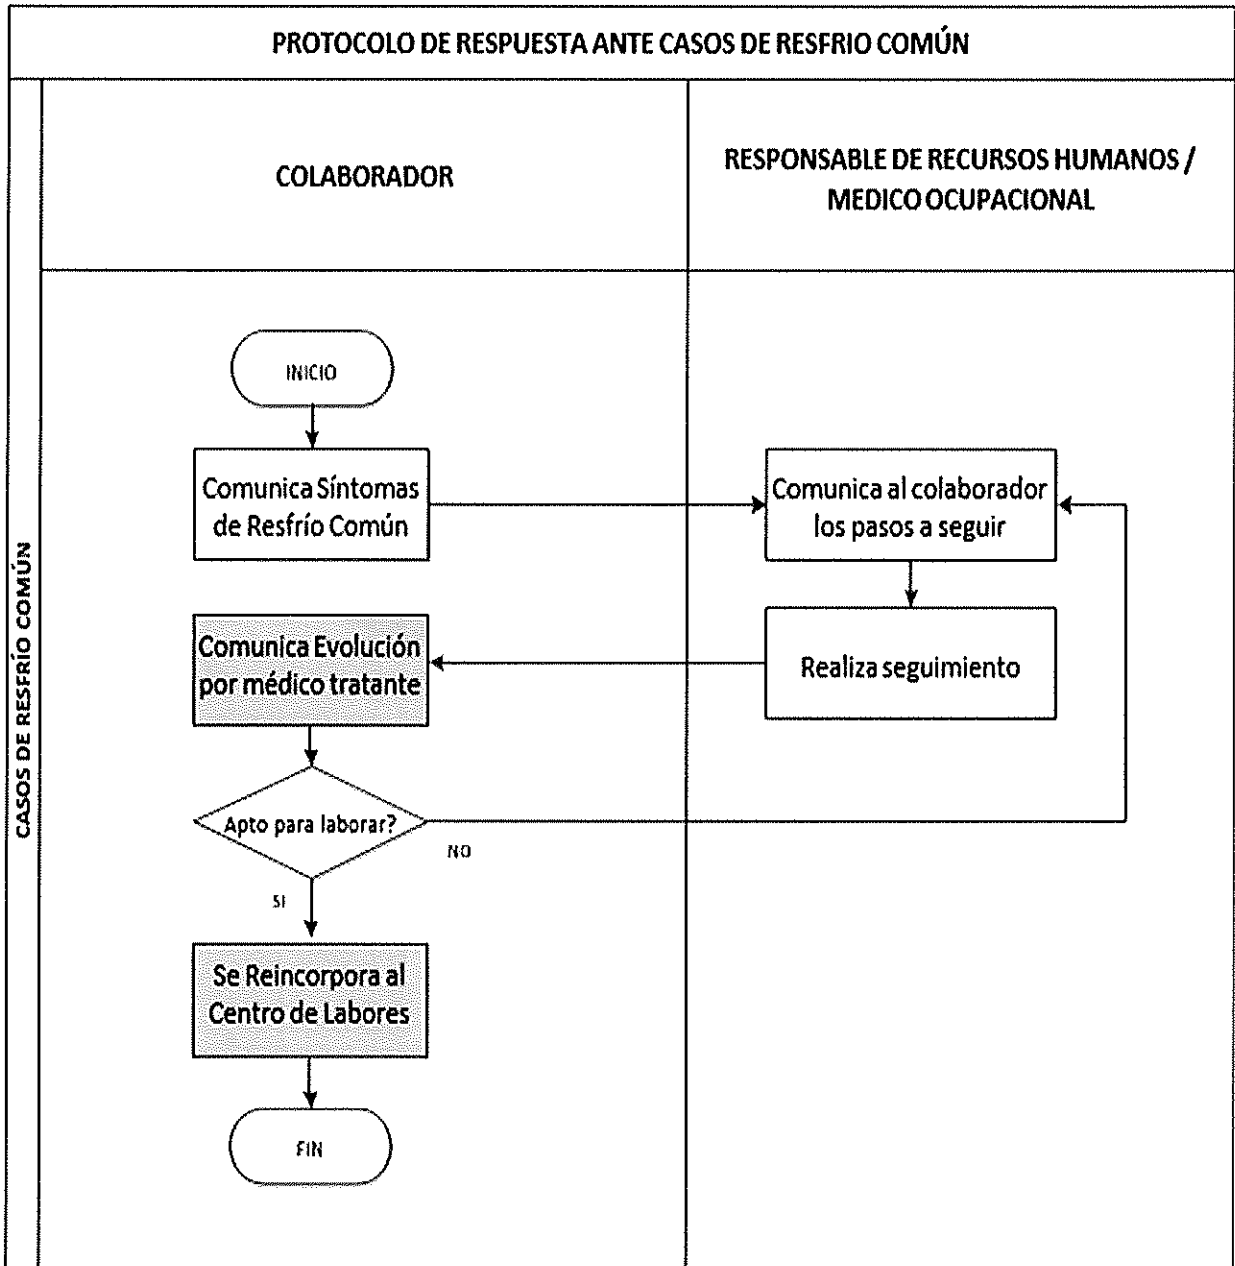 PROTOCOLO DE RESPUESTA ANTE CASOS DE RESFRIO COMÚN
COLABORADOR
RESPONSABLE DE RECURSOS HUMANOS /
MEDICO OCUPACIONAL
CASOS DE RESFRÍO COMÚN
INICIO
Comunica Síntomas
de Resfrío Común
Comunica al colaborador
los pasos a seguir
Realiza seguimiento
Comunica Evolución
por médico tratante
Apto para laborar?
NO
SI
Se Reincorpora al
Centro de Labores
FIN